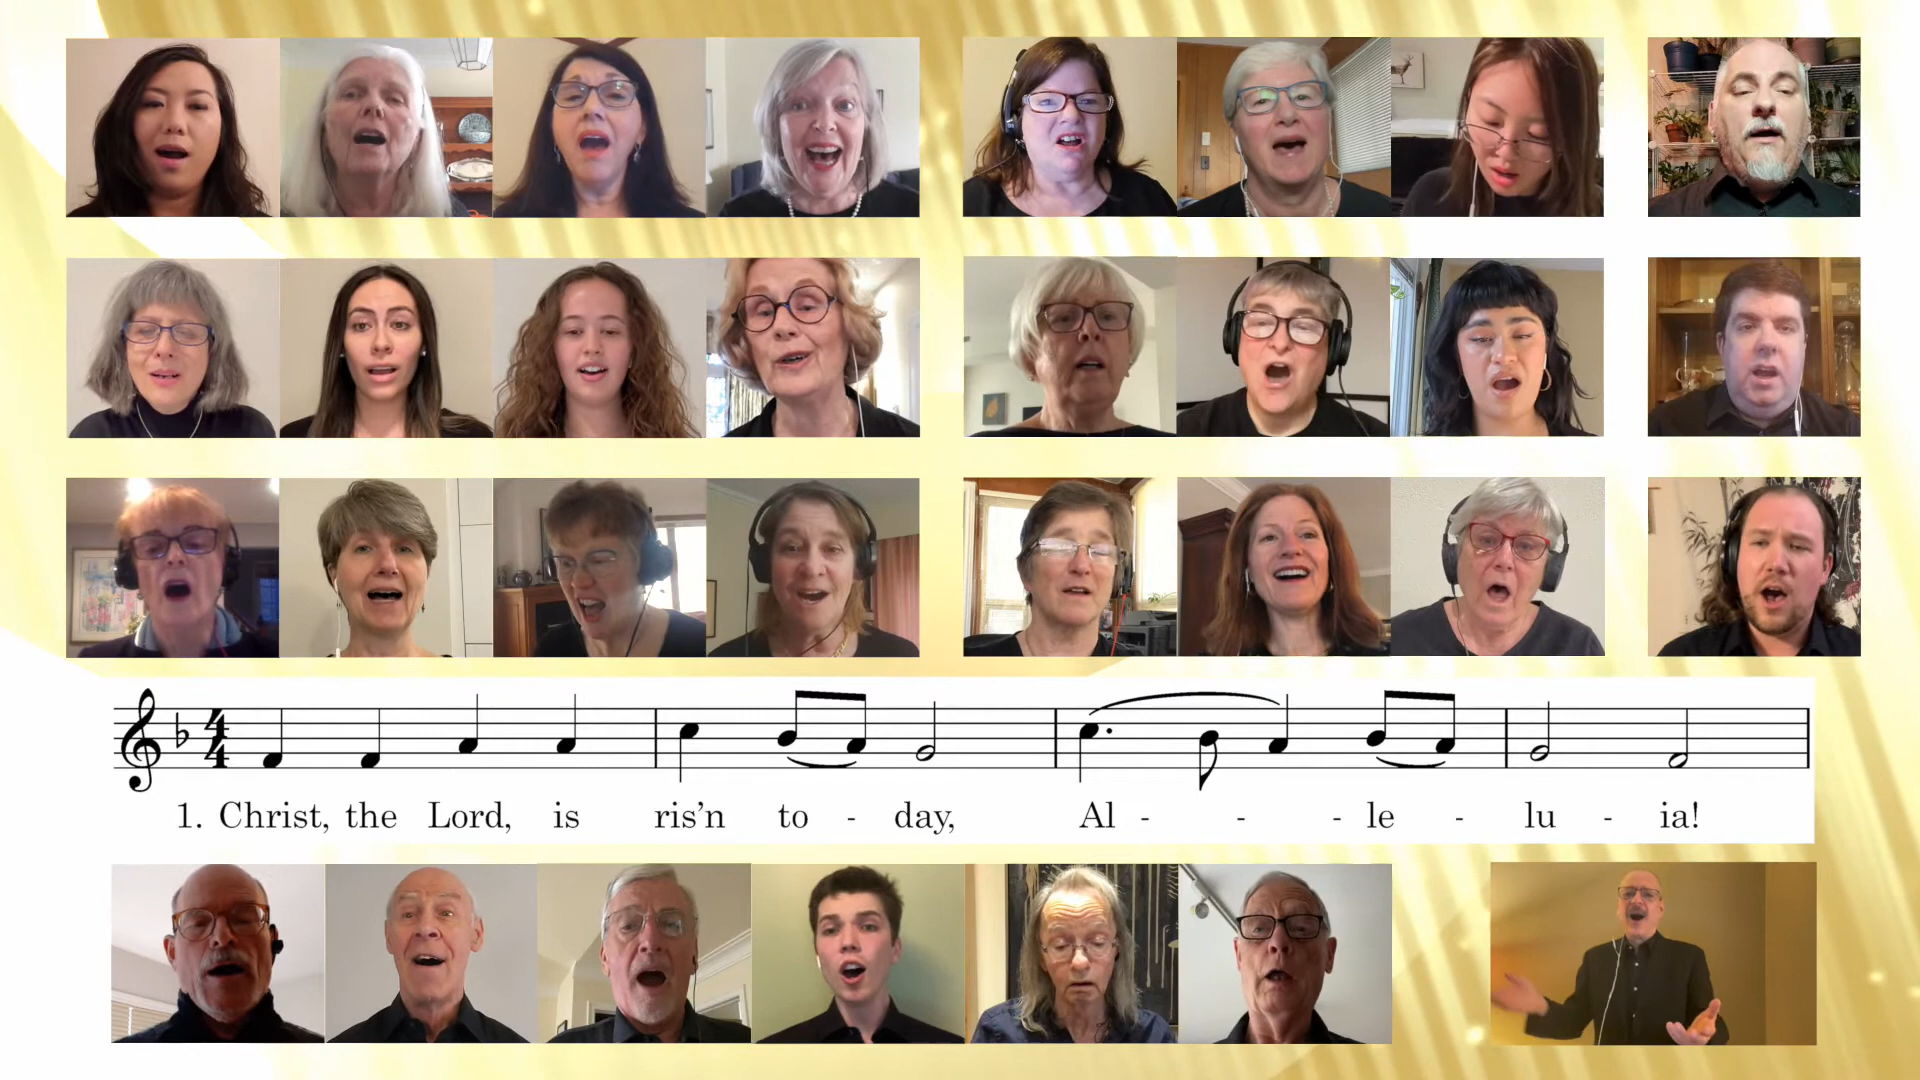 1. Christ, the Lord, is ris'n to - day, Al - - - le - lu - ia!